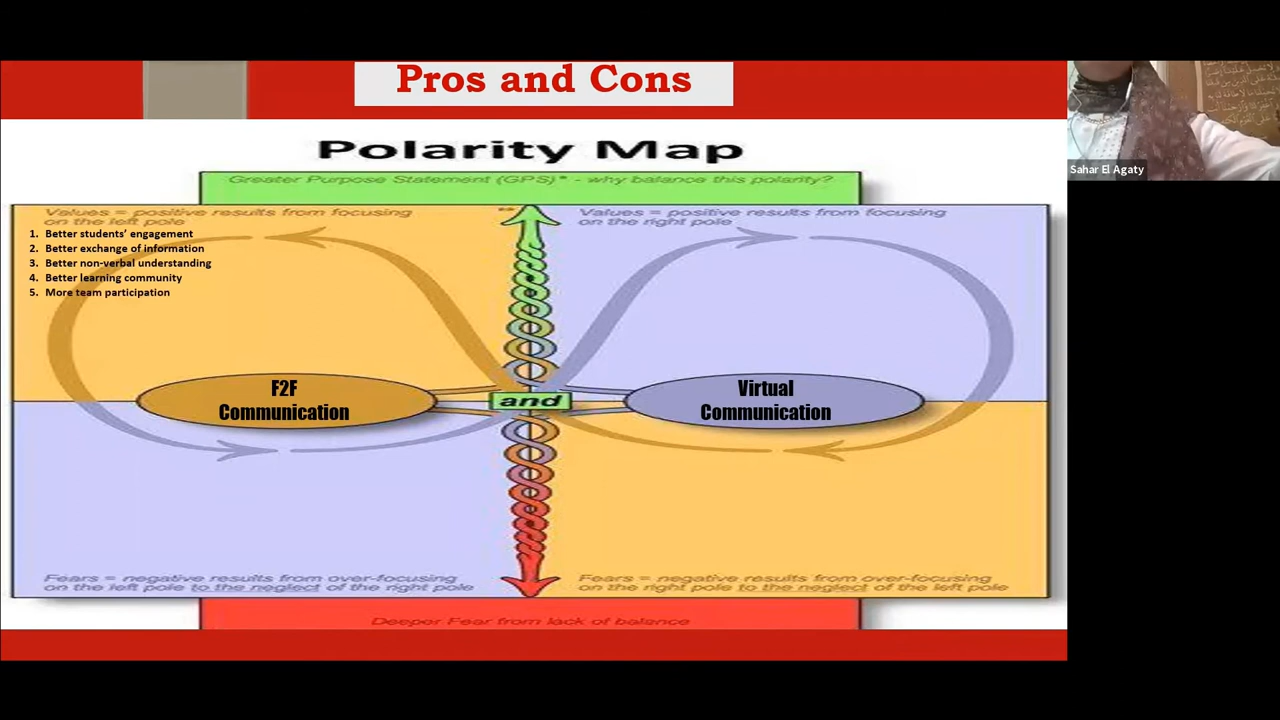 Pros and Cons
Polarity Map
Greater Purpose Statement (GPS)* - why balance this polarity?
Values = positive results from focusing
on the left pole
1. Better students’ engagement
2. Better exchange of information
3. Better non-verbal understanding
4. Better learning community
5. More team participation
Values = positive results from focusing
on the right pole
F2F
Communication
and
Virtual
Communication
Fears = negative results from over-focusing
on the left pole to the neglect of the right pole
Fears = negative results from over-focusing
on the right pole to the neglect of the left pole
Deeper Fear from lack of balance
Sahar El Agaty